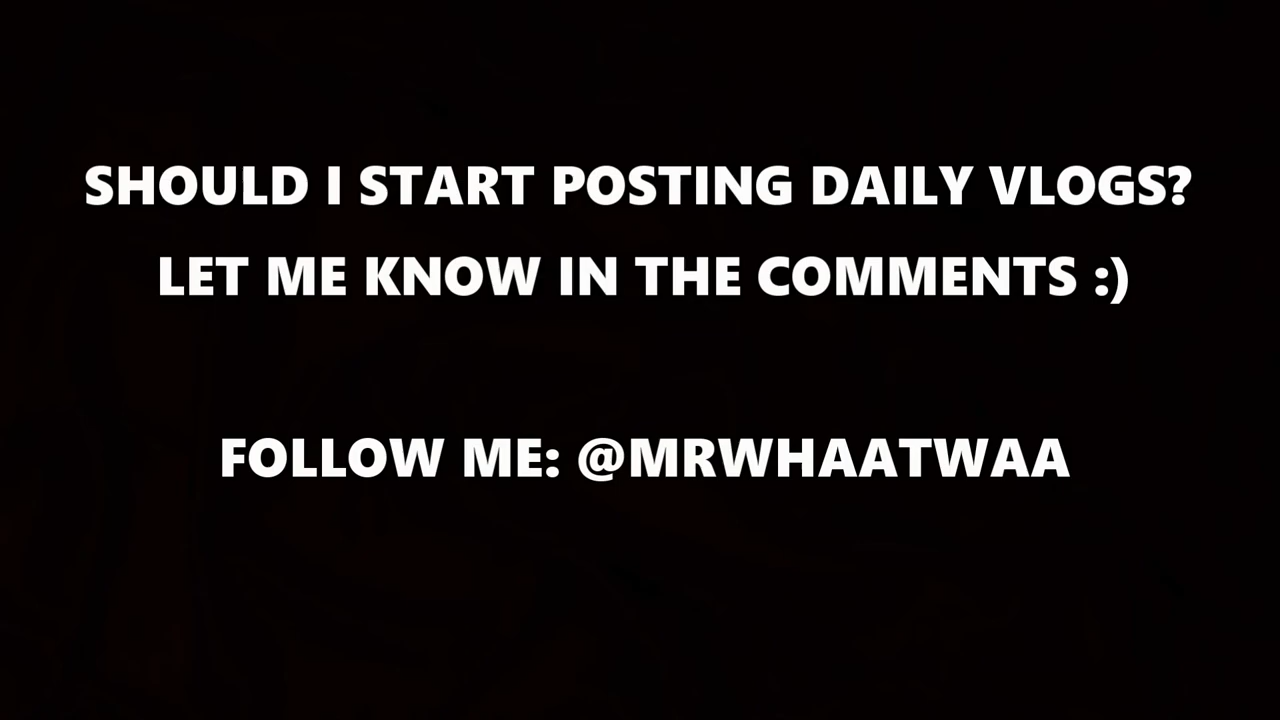 SHOULD I START POSTING DAILY VLOGS?
LET ME KNOW IN THE COMMENTS :)
FOLLOW ME: @MRWHAATWAA